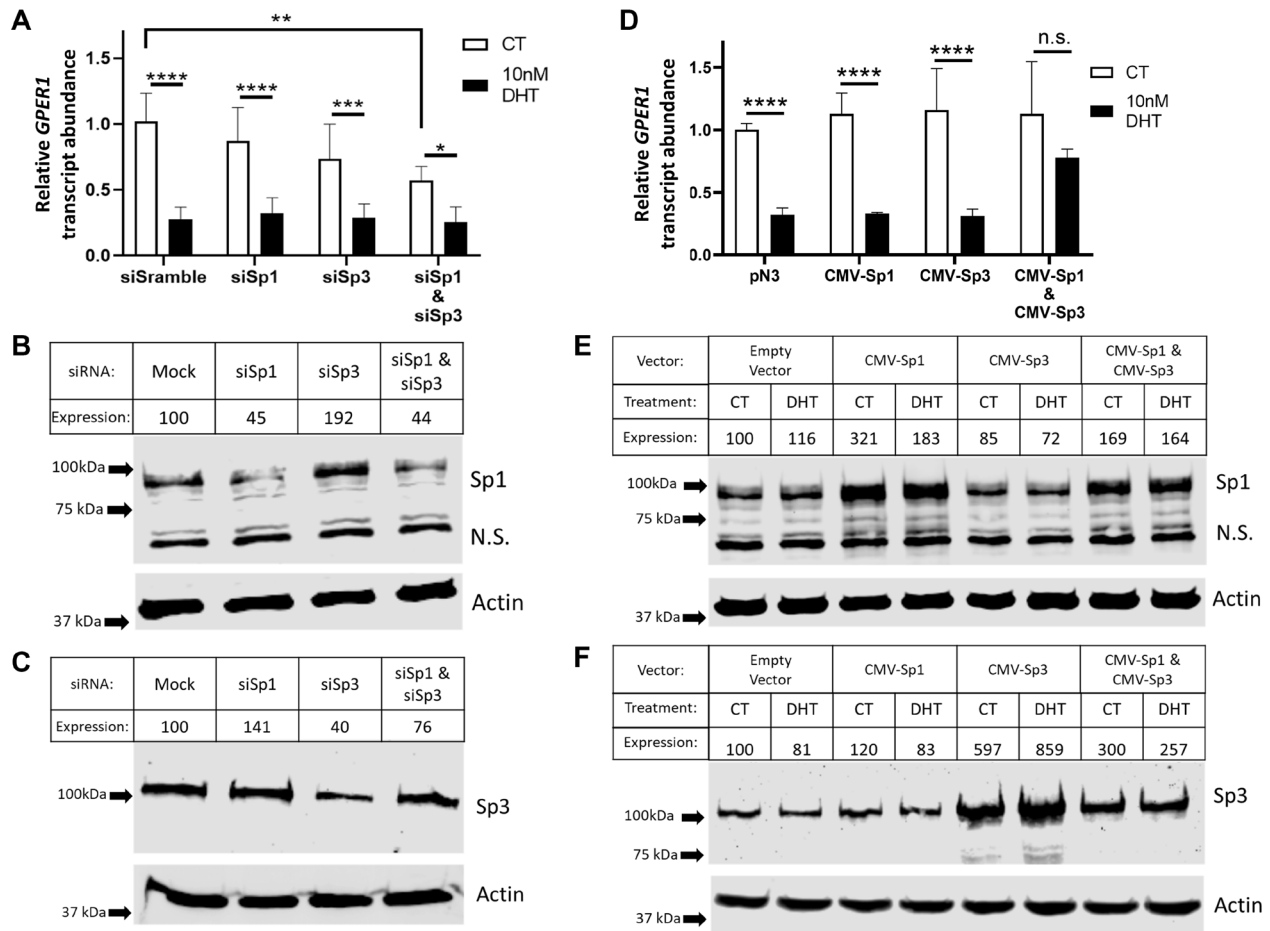 A
Relative GPER1
transcript abundance
1.5
1.0
0.5
0.0
**
****
****
***
*
CT
10nM
DHT
siSramble
siSp1
siSp3
siSp1
&
siSp3
D
Relative GPER1
transcript abundance
1.5
1.0
0.5
0.0
****
****
****
n.s.
CT
10nM
DHT
pN3
CMV-Sp1
CMV-Sp3
CMV-Sp1
&
CMV-Sp3
B
siRNA: Mock siSp1 siSp3 siSp1 &
siSp3
Expression: 100 45 192 44
100kDa
75 kDa
Sp1
N.S.
37 kDa
Actin
C
siRNA: Mock siSp1 siSp3 siSp1 &
siSp3
Expression: 100 141 40 76
100kDa
Sp3
37 kDa
Actin
E
Vector: Empty
Vector CMV-Sp1 CMV-Sp3 CMV-Sp1 &
CMV-Sp3
Treatment: CT DHT CT DHT CT DHT CT DHT
Expression: 100 116 321 183 85 72 169 164
100kDa
75 kDa
Sp1
N.S.
37 kDa
Actin
F
Vector: Empty
Vector CMV-Sp1 CMV-Sp3 CMV-Sp1 &
CMV-Sp3
Treatment: CT DHT CT DHT CT DHT CT DHT
Expression: 100 81 120 83 597 859 300 257
100kDa
75 kDa
Sp3
37 kDa
Actin